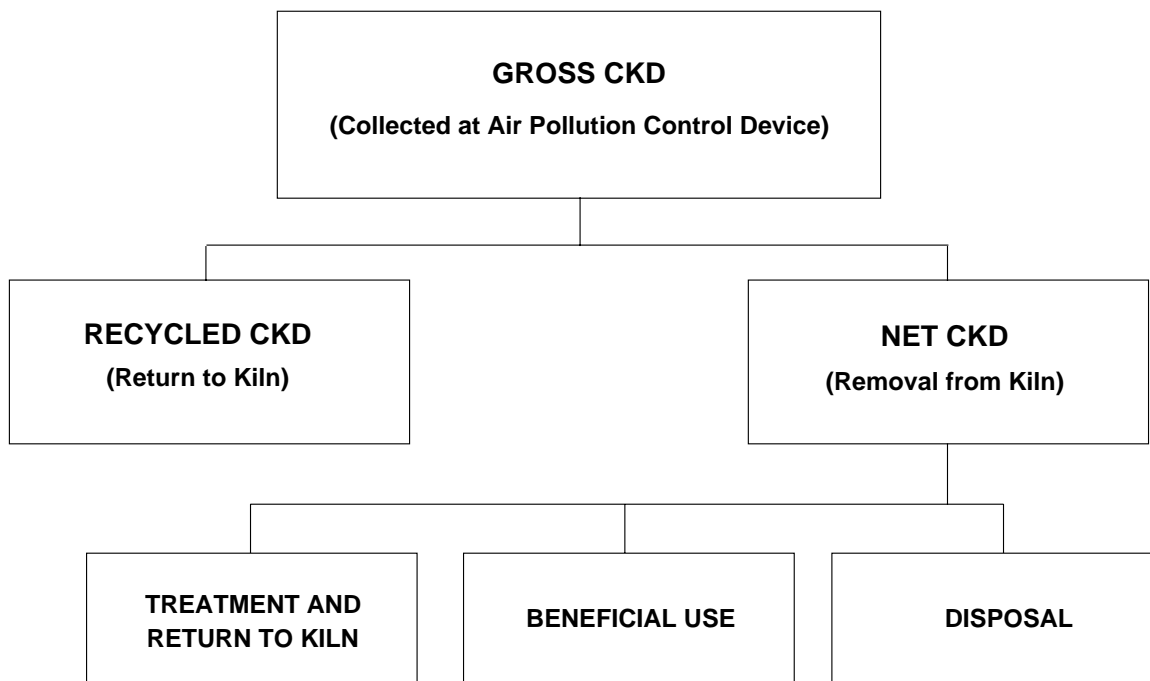 GROSS CKD
(Collected at Air Pollution Control Device)
RECYCLED CKD
(Return to Kiln)
NET CKD
(Removal from Kiln)
TREATMENT AND
RETURN TO KILN
BENEFICIAL USE
DISPOSAL